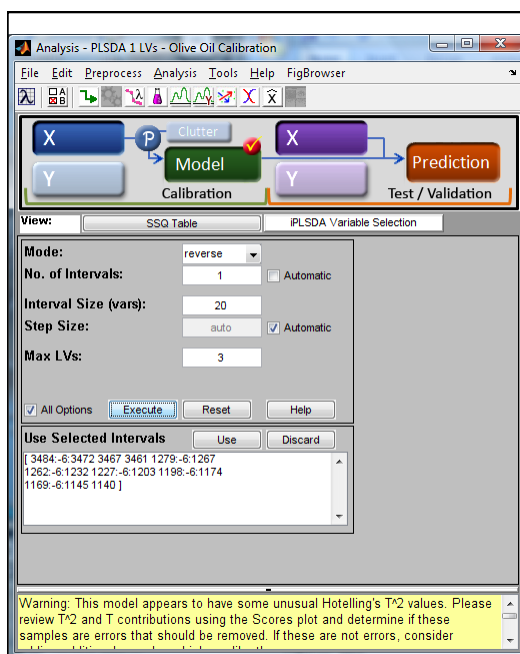 Analysis - PLSDA 1 LVs - Olive Oil Calibration
File Edit Preprocess Analysis Tools Help FigBrowser
X P Clutter X
Model Prediction
Y Y
Calibration Test / Validation
View: SSQ Table iPLSDA Variable Selection
Mode: reverse
No. of Intervals: 1 Automatic
Interval Size (vars): 20
Step Size: auto Automatic
Max LVs: 3
All Options Execute Reset Help
Use Selected Intervals Use Discard
[ 3484:-6:3472 3467 3461 1279:-6:1267
1262:-6:1232 1227:-6:1203 1198:-6:1174
1169:-6:1145 1140 ]
Warning: This model appears to have some unusual Hotelling's T^2 values. Please
review T^2 and T contributions using the Scores plot and determine if these
samples are errors that should be removed. If these are not errors, consider